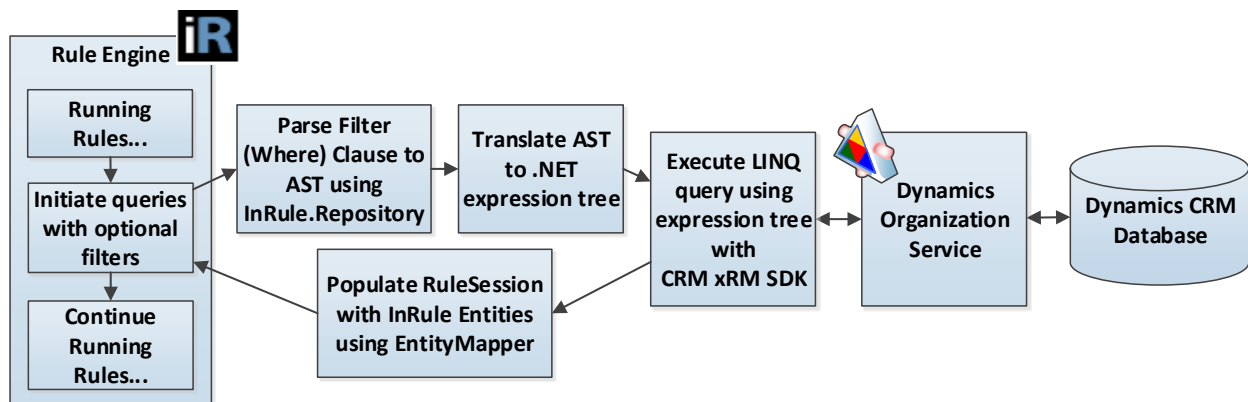 iR
Rule Engine
Running
Rules...
Initiate queries
with optional
filters
Continue
Running
Rules...
Parse Filter
(Where) Clause to
AST using
InRule.Repository
Translate AST
to .NET
expression tree
Execute LINQ
query using
expression tree
with
CRM xRM SDK
Populate RuleSession
with InRule Entities
using EntityMapper
Dynamics
Organization
Service
Dynamics CRM
Database